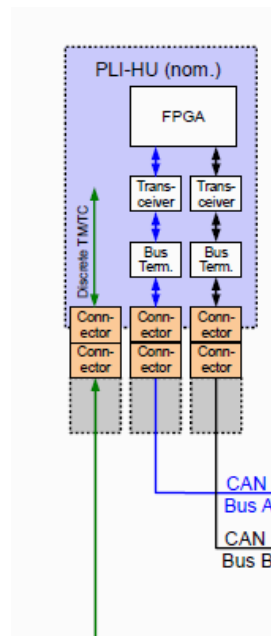 PLI-HU (nom.)
FPGA
Trans-
ceiver
Trans-
ceiver
Bus
Term.
Bus
Term.
Discrete TM/TC
Conn-
ector
Conn-
ector
Conn-
ector
Conn-
ector
Conn-
ector
Conn-
ector
CAN
Bus A
CAN
Bus B